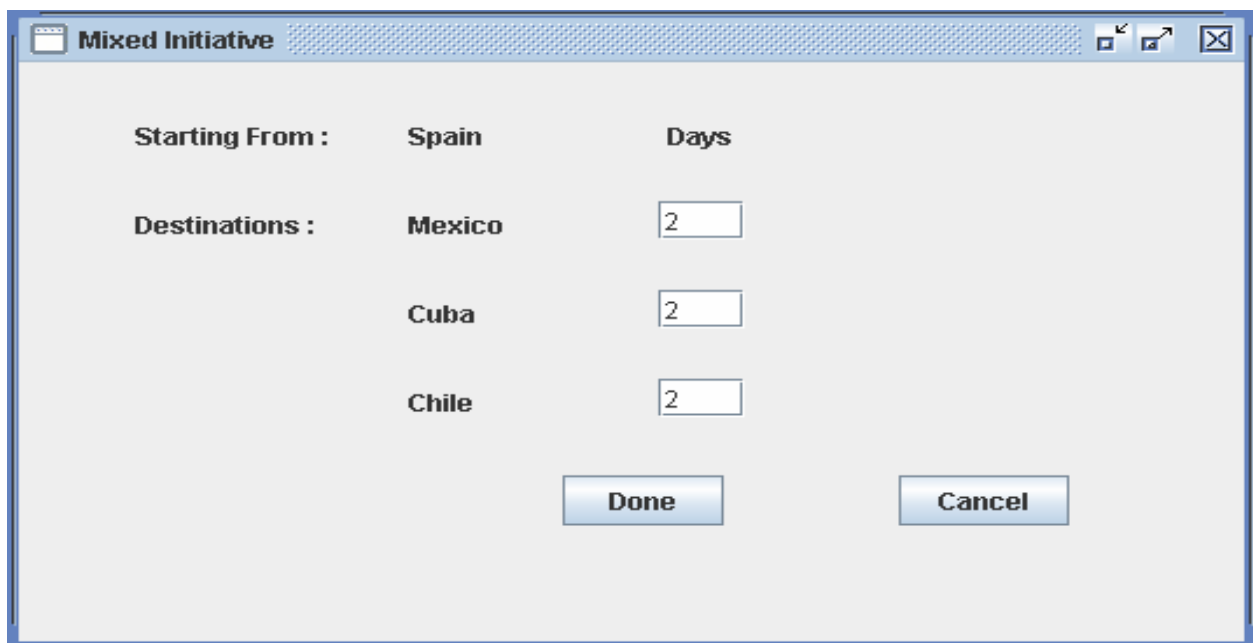 Mixed Initiative
Starting From : Spain Days
Destinations : Mexico 2
Cuba 2
Chile 2
Done Cancel